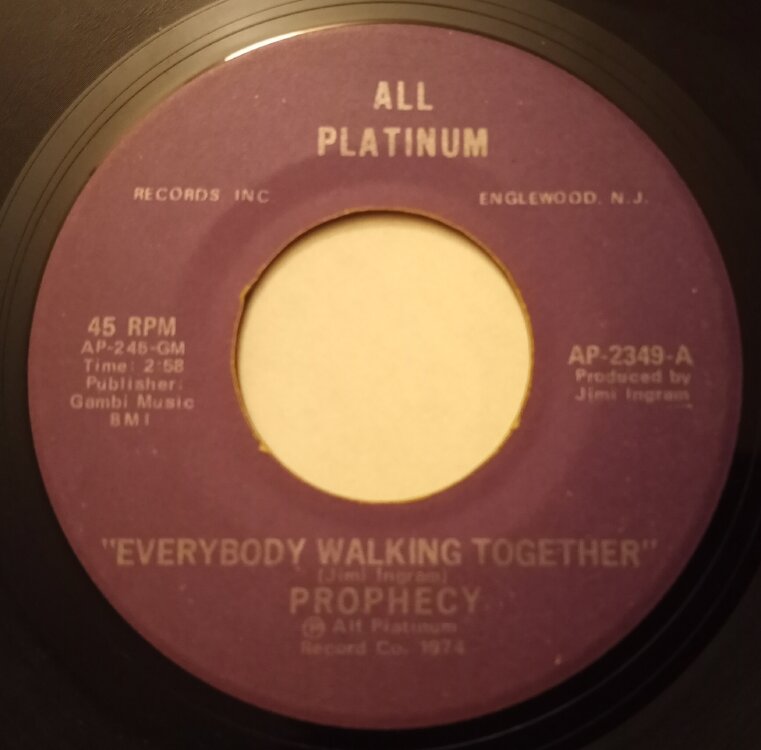 ALL
PLATINUM
RECORDS INC
ENGLEWOOD, N.J.
45 RPM
AP-245-GM
Time: 2:58
Publisher:
Gambi Music
BMI
AP-2349-A
Produced by
Jimi Ingram
"EVERYBODY WALKING TOGETHER"
(Jimi Ingram)
PROPHECY
Ⓟ All Platinum
Record Co. 1974